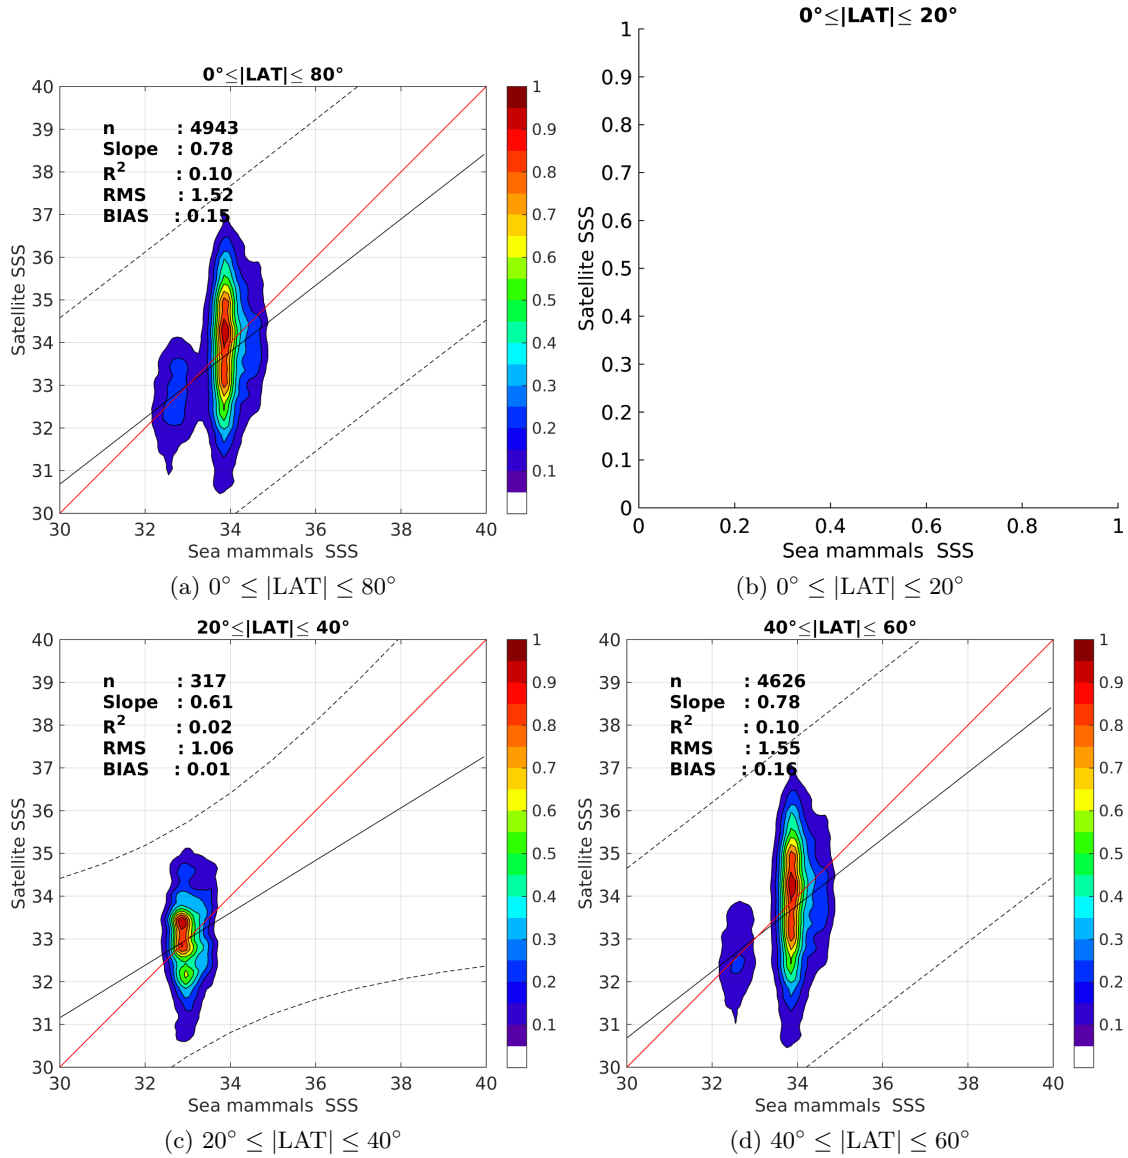 0°≤|LAT|≤ 80°
n : 4943
Slope : 0.78
R² : 0.10
RMS : 1.52
BIAS : 0.15
40
39
38
37
36
35
34
33
32
31
30
30 32 34 36 38 40
Satellite SSS
Sea mammals SSS
1
0.9
0.8
0.7
0.6
0.5
0.4
0.3
0.2
0.1
(a) 0° ≤ |LAT| ≤ 80°
0°≤|LAT|≤ 20°
1
0.9
0.8
0.7
0.6
0.5
0.4
0.3
0.2
0.1
0
0 0.2 0.4 0.6 0.8 1
Satellite SSS
Sea mammals SSS
(b) 0° ≤ |LAT| ≤ 20°
20°≤|LAT|≤ 40°
n : 317
Slope : 0.61
R² : 0.02
RMS : 1.06
BIAS : 0.01
40
39
38
37
36
35
34
33
32
31
30
30 32 34 36 38 40
Satellite SSS
Sea mammals SSS
1
0.9
0.8
0.7
0.6
0.5
0.4
0.3
0.2
0.1
(c) 20° ≤ |LAT| ≤ 40°
40°≤|LAT|≤ 60°
n : 4626
Slope : 0.78
R² : 0.10
RMS : 1.55
BIAS : 0.16
40
39
38
37
36
35
34
33
32
31
30
30 32 34 36 38 40
Satellite SSS
Sea mammals SSS
1
0.9
0.8
0.7
0.6
0.5
0.4
0.3
0.2
0.1
(d) 40° ≤ |LAT| ≤ 60°